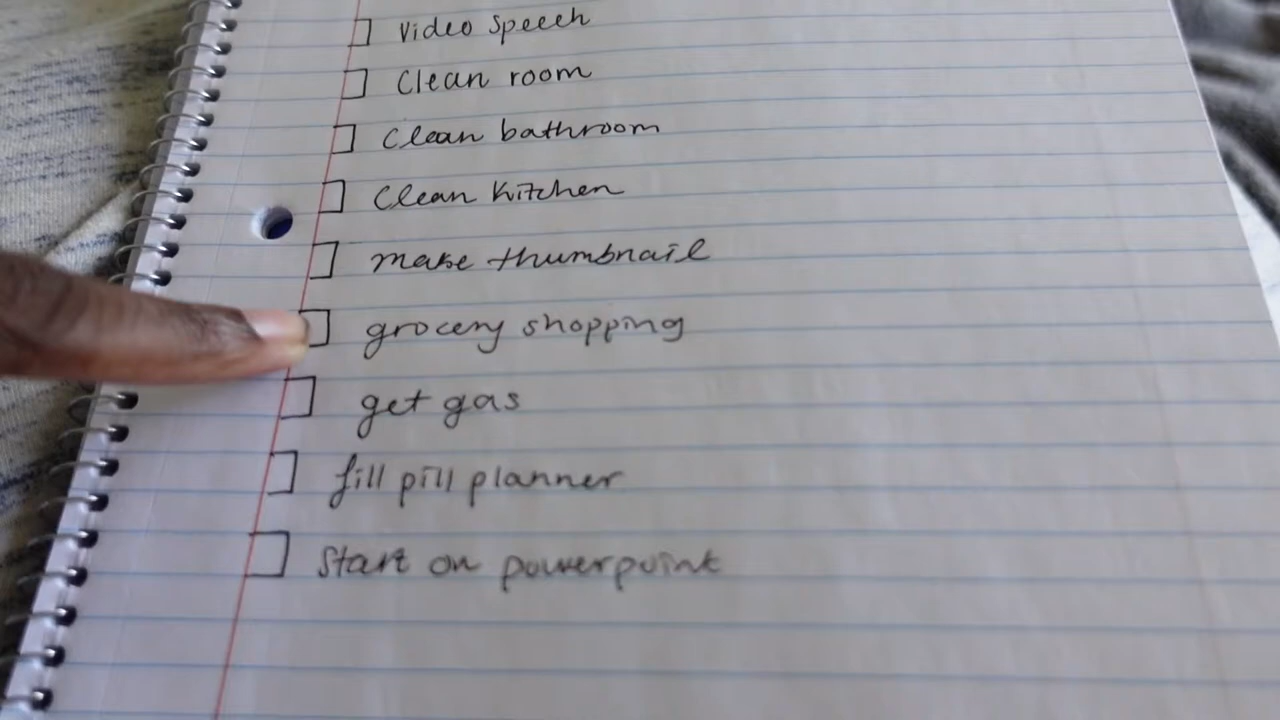 Video Speech
Clean room
Clean bathroom
Clean Kitchen
make thumbnail
grocery shopping
get gas
fill pill planner
Start on powerpoint